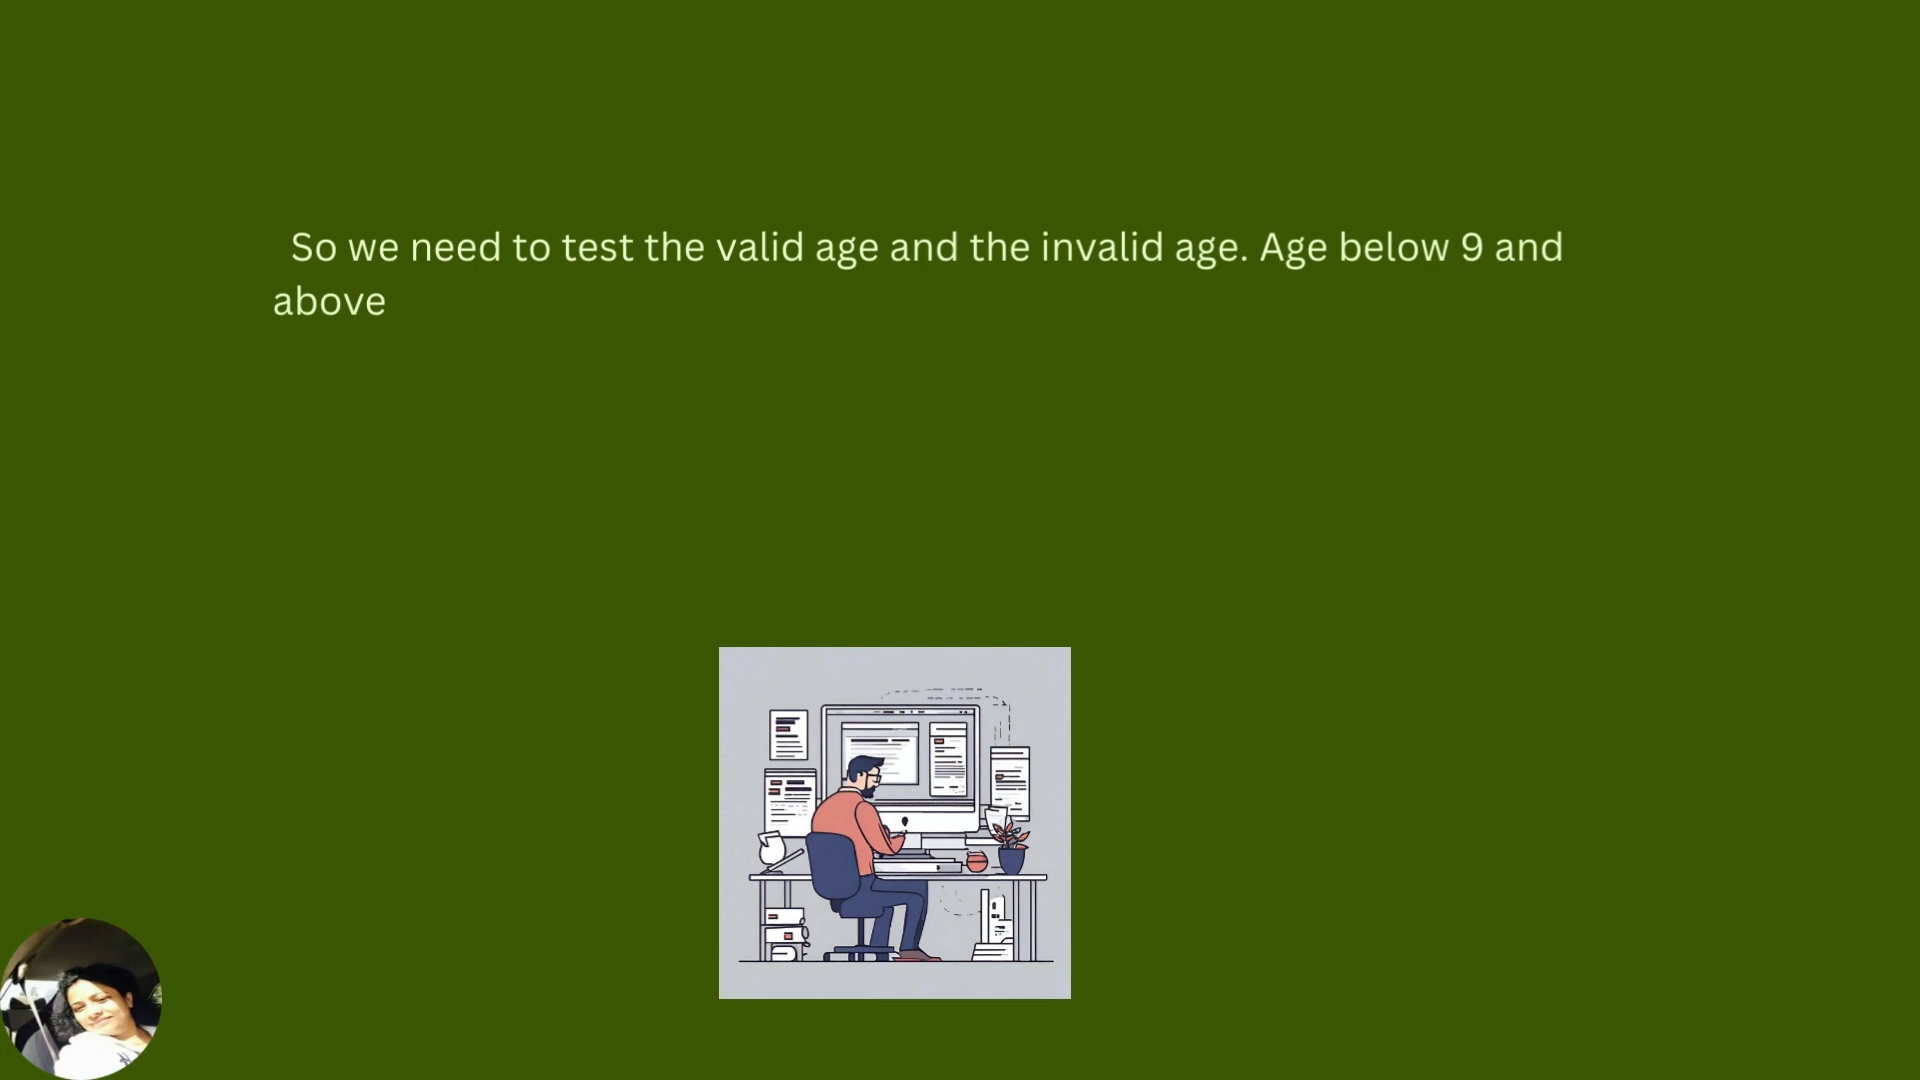 So we need to test the valid age and the invalid age. Age below 9 and
above